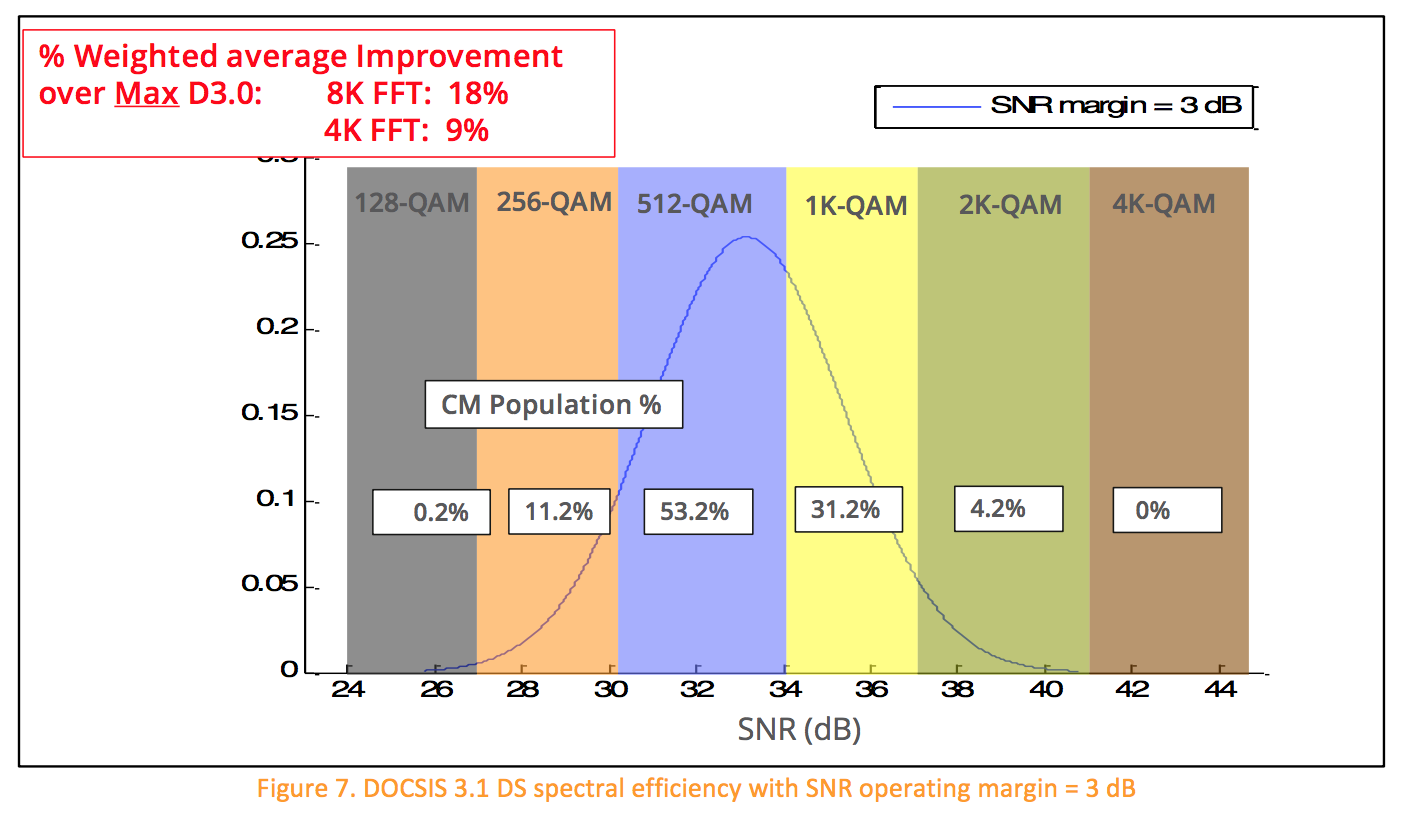 % Weighted average Improvement
over Max D3.0: 8K FFT: 18%
4K FFT: 9%
SNR margin = 3 dB
128-QAM 256-QAM 512-QAM 1K-QAM 2K-QAM 4K-QAM
0.25
0.2
0.15
CM Population %
0.1
0.2% 11.2% 53.2% 31.2% 4.2% 0%
0.05
0
24 26 28 30 32 34 36 38 40 42 44
SNR (dB)
Figure 7. DOCSIS 3.1 DS spectral efficiency with SNR operating margin = 3 dB